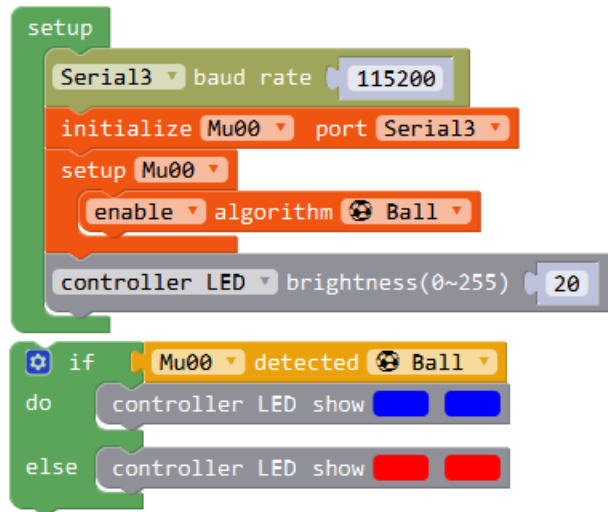 setup
Serial3 baud rate 115200
initialize Mu00 port Serial3
setup Mu00
enable algorithm Ball
controller LED brightness(0~255) 20
if Mu00 detected Ball
do controller LED show
else controller LED show